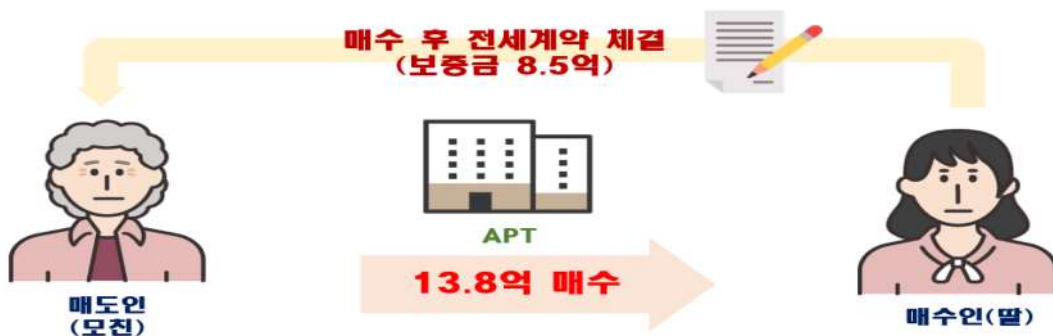 매수 후 전세계약 체결
(보증금 8.5억)
APT
13.8억 매수
매도인
(모친)
매수인(딸)